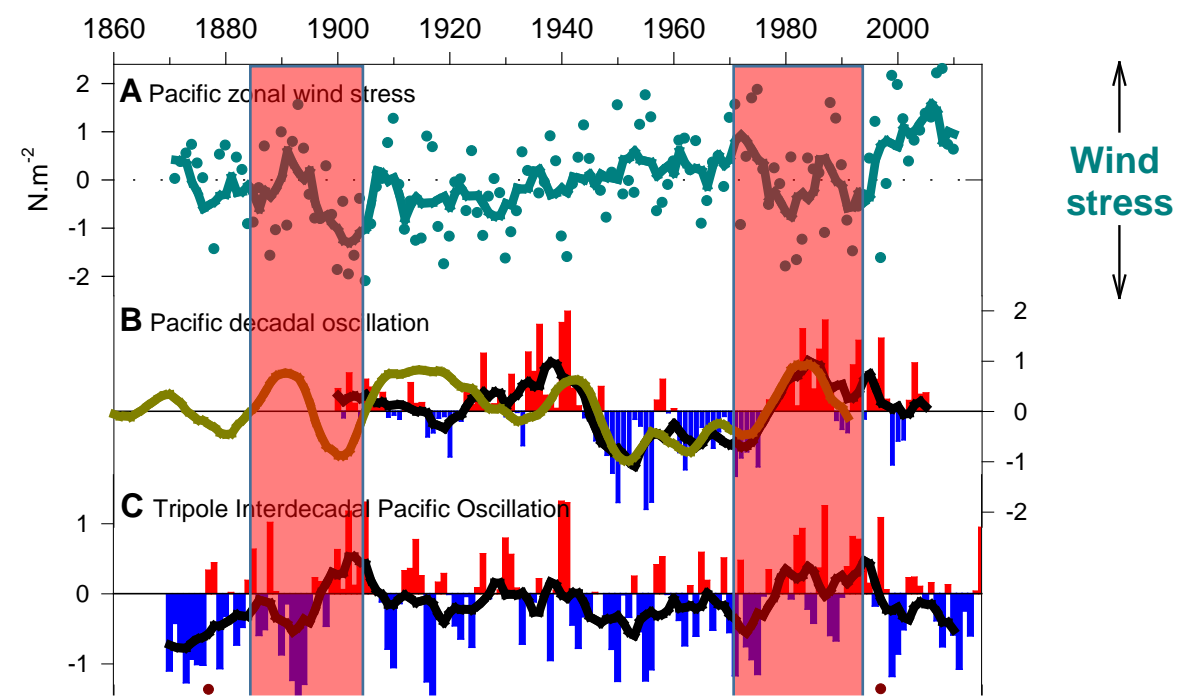 1860 1880 1900 1920 1940 1960 1980 2000
A Pacific zonal wind stress
2
1
0
-1
-2
N.m-2
Wind
stress
B Pacific decadal oscillation
2
1
0
-1
-2
C Tripole Interdecadal Pacific Oscillation
1
0
-1